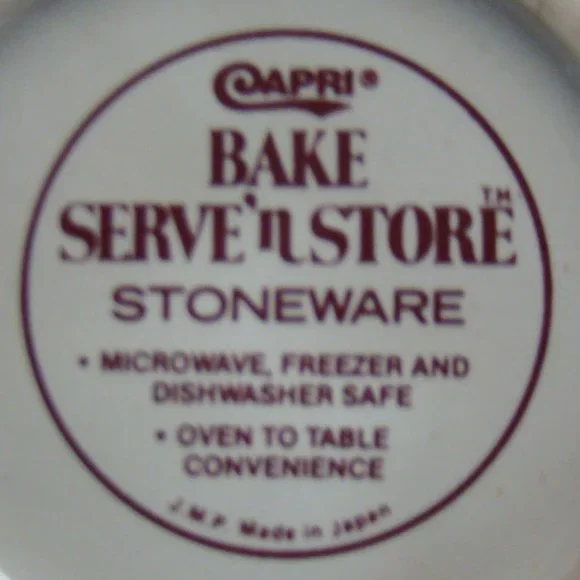 CAPRI®
BAKE
SERVE 'n STORE™
STONEWARE
• MICROWAVE, FREEZER AND
DISHWASHER SAFE
• OVEN TO TABLE
CONVENIENCE
J.M.P. Made in Japan